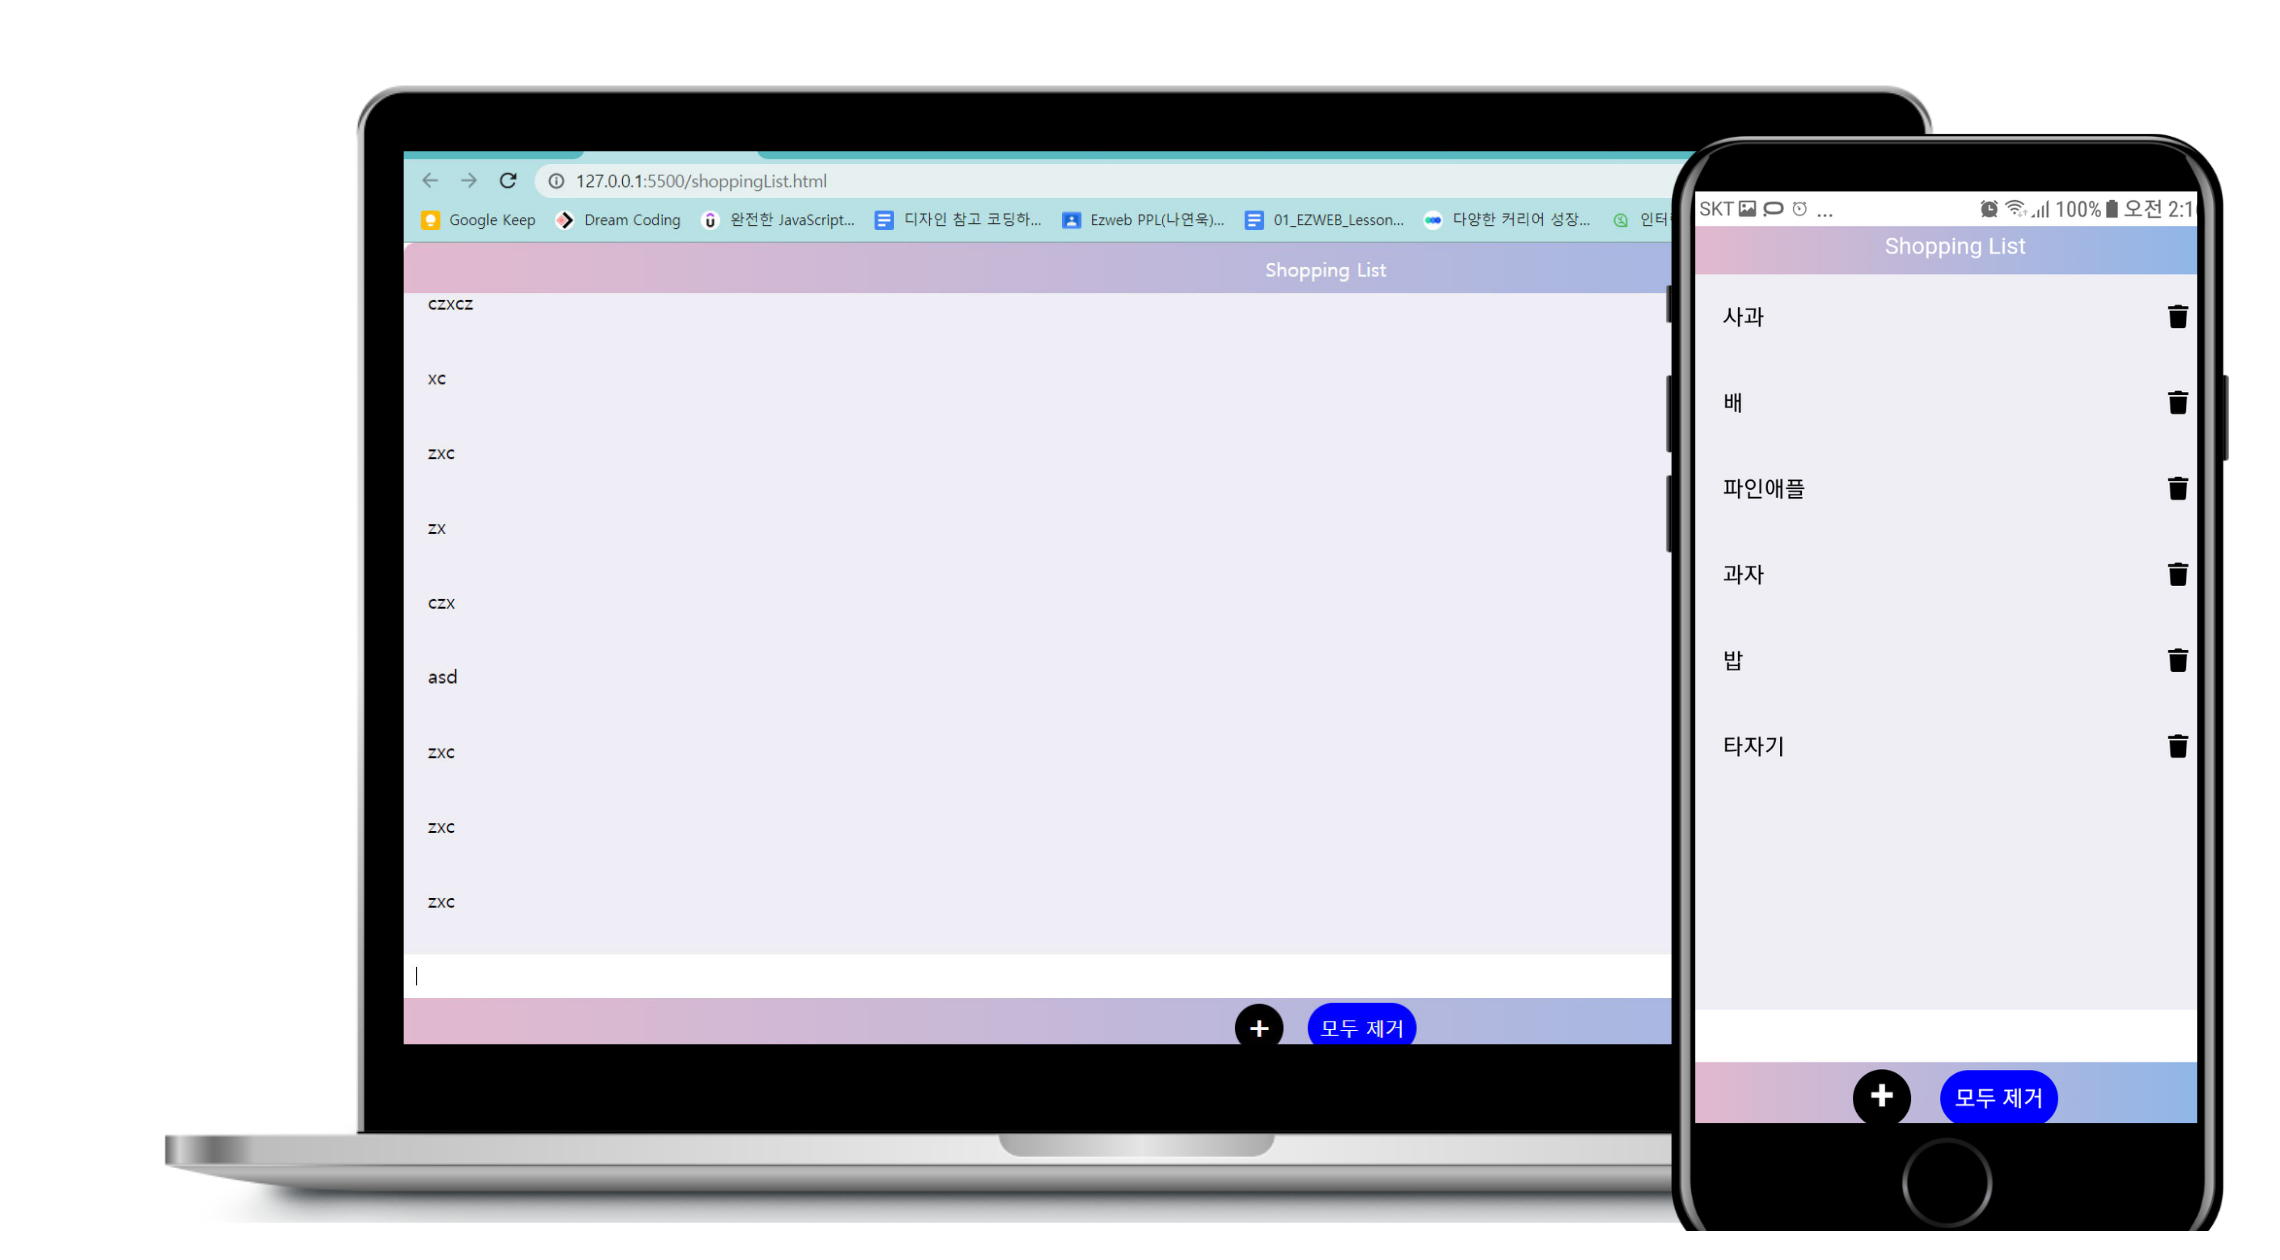 127.0.0.1:5500/shoppingList.html
Google Keep Dream Coding 완전한 JavaScript... 디자인 참고 코딩하... Ezweb PPL(나연욱)... 01_EZWEB_Lesson... 다양한 커리어 성장...
Shopping List
czxcz
xc
zxc
zx
czx
asd
zxc
zxc
zxc
+ 모두 제거
SKT ... 100% 오전 2:1
Shopping List
사과
배
파인애플
과자
밥
타자기
+ 모두 제거